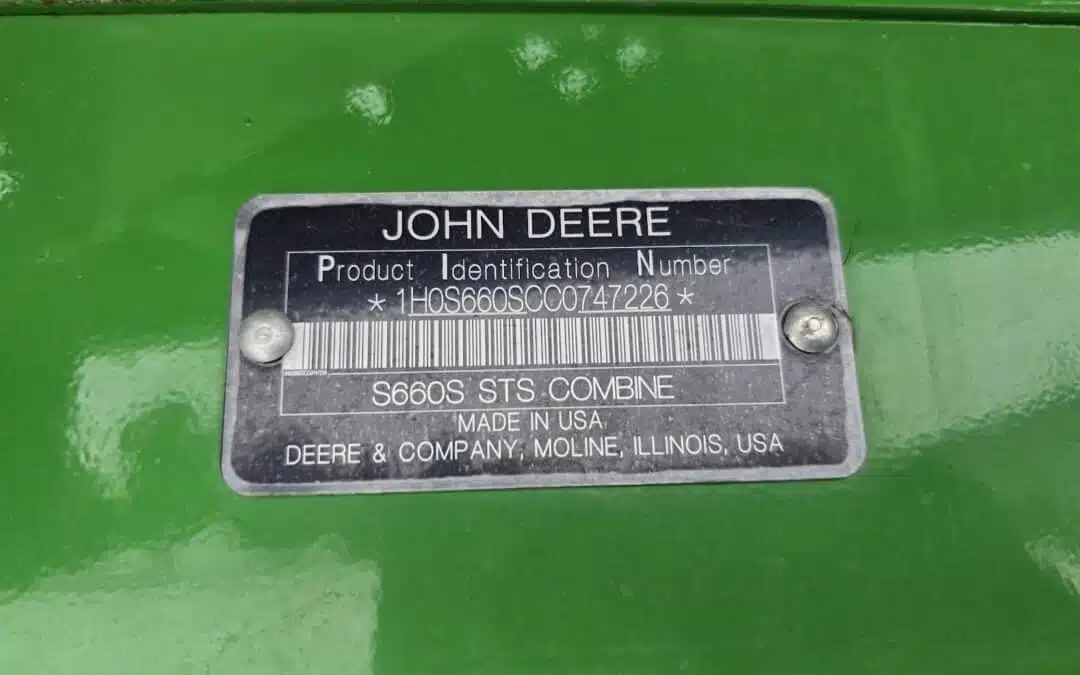 JOHN DEERE
Product Identification Number
*1H0S660SCC0747226*
S660S STS COMBINE
MADE IN USA
DEERE & COMPANY, MOLINE, ILLINOIS, USA